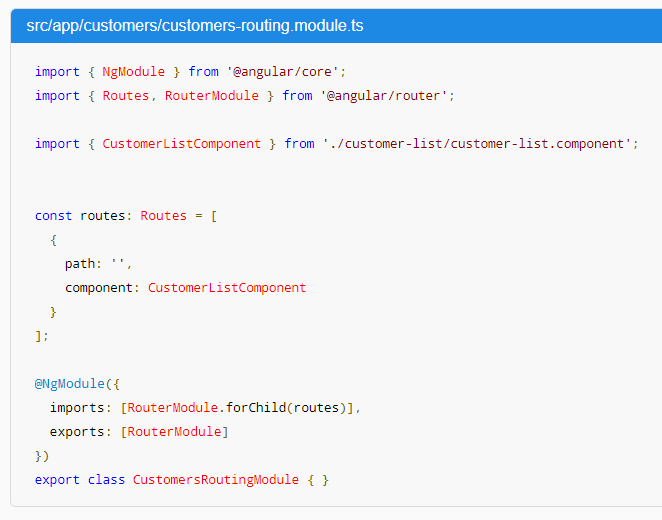 src/app/customers/customers-routing.module.ts
import { NgModule } from '@angular/core';
import { Routes, RouterModule } from '@angular/router';
import { CustomerListComponent } from './customer-list/customer-list.component';
const routes: Routes = [
  {
    path: '',
    component: CustomerListComponent
  }
];
@NgModule({
  imports: [RouterModule.forChild(routes)],
  exports: [RouterModule]
})
export class CustomersRoutingModule { }